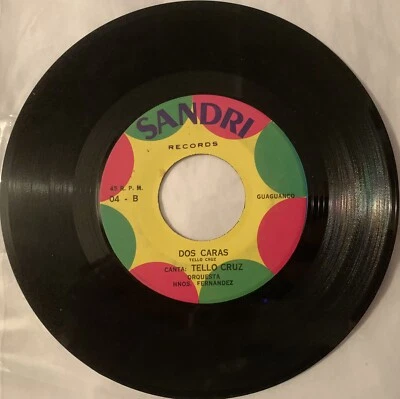 SANDRI
RECORDS
45 R. P. M.
04 - B
GUAGUANCO
DOS CARAS
TELLO CRUZ
CANTA: TELLO CRUZ
ORQUESTA
HNOS. FERNANDEZ